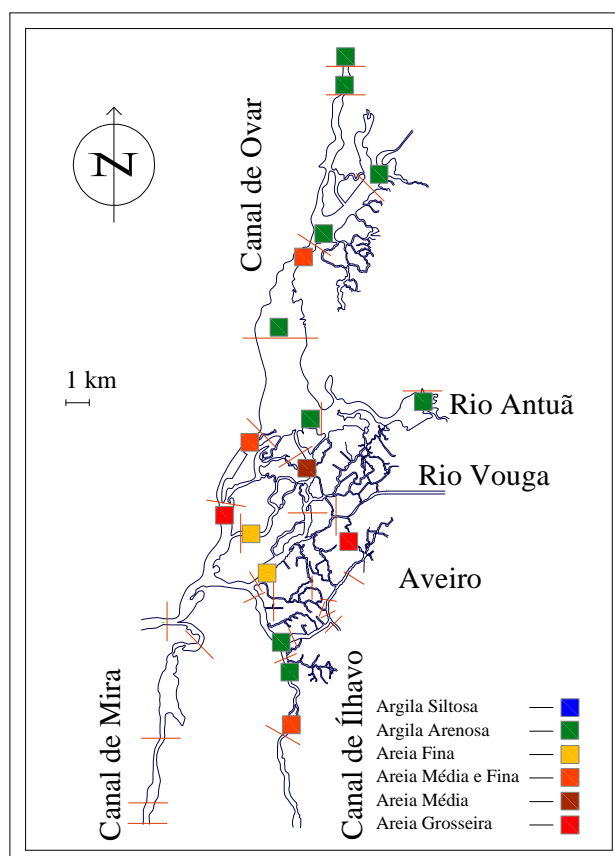 N
Canal de Ovar
1 km
Rio Antuã
Rio Vouga
Aveiro
Canal de Mira
Canal de Ílhavo
Argila Siltosa
Argila Arenosa
Areia Fina
Areia Média e Fina
Areia Média
Areia Grosseira